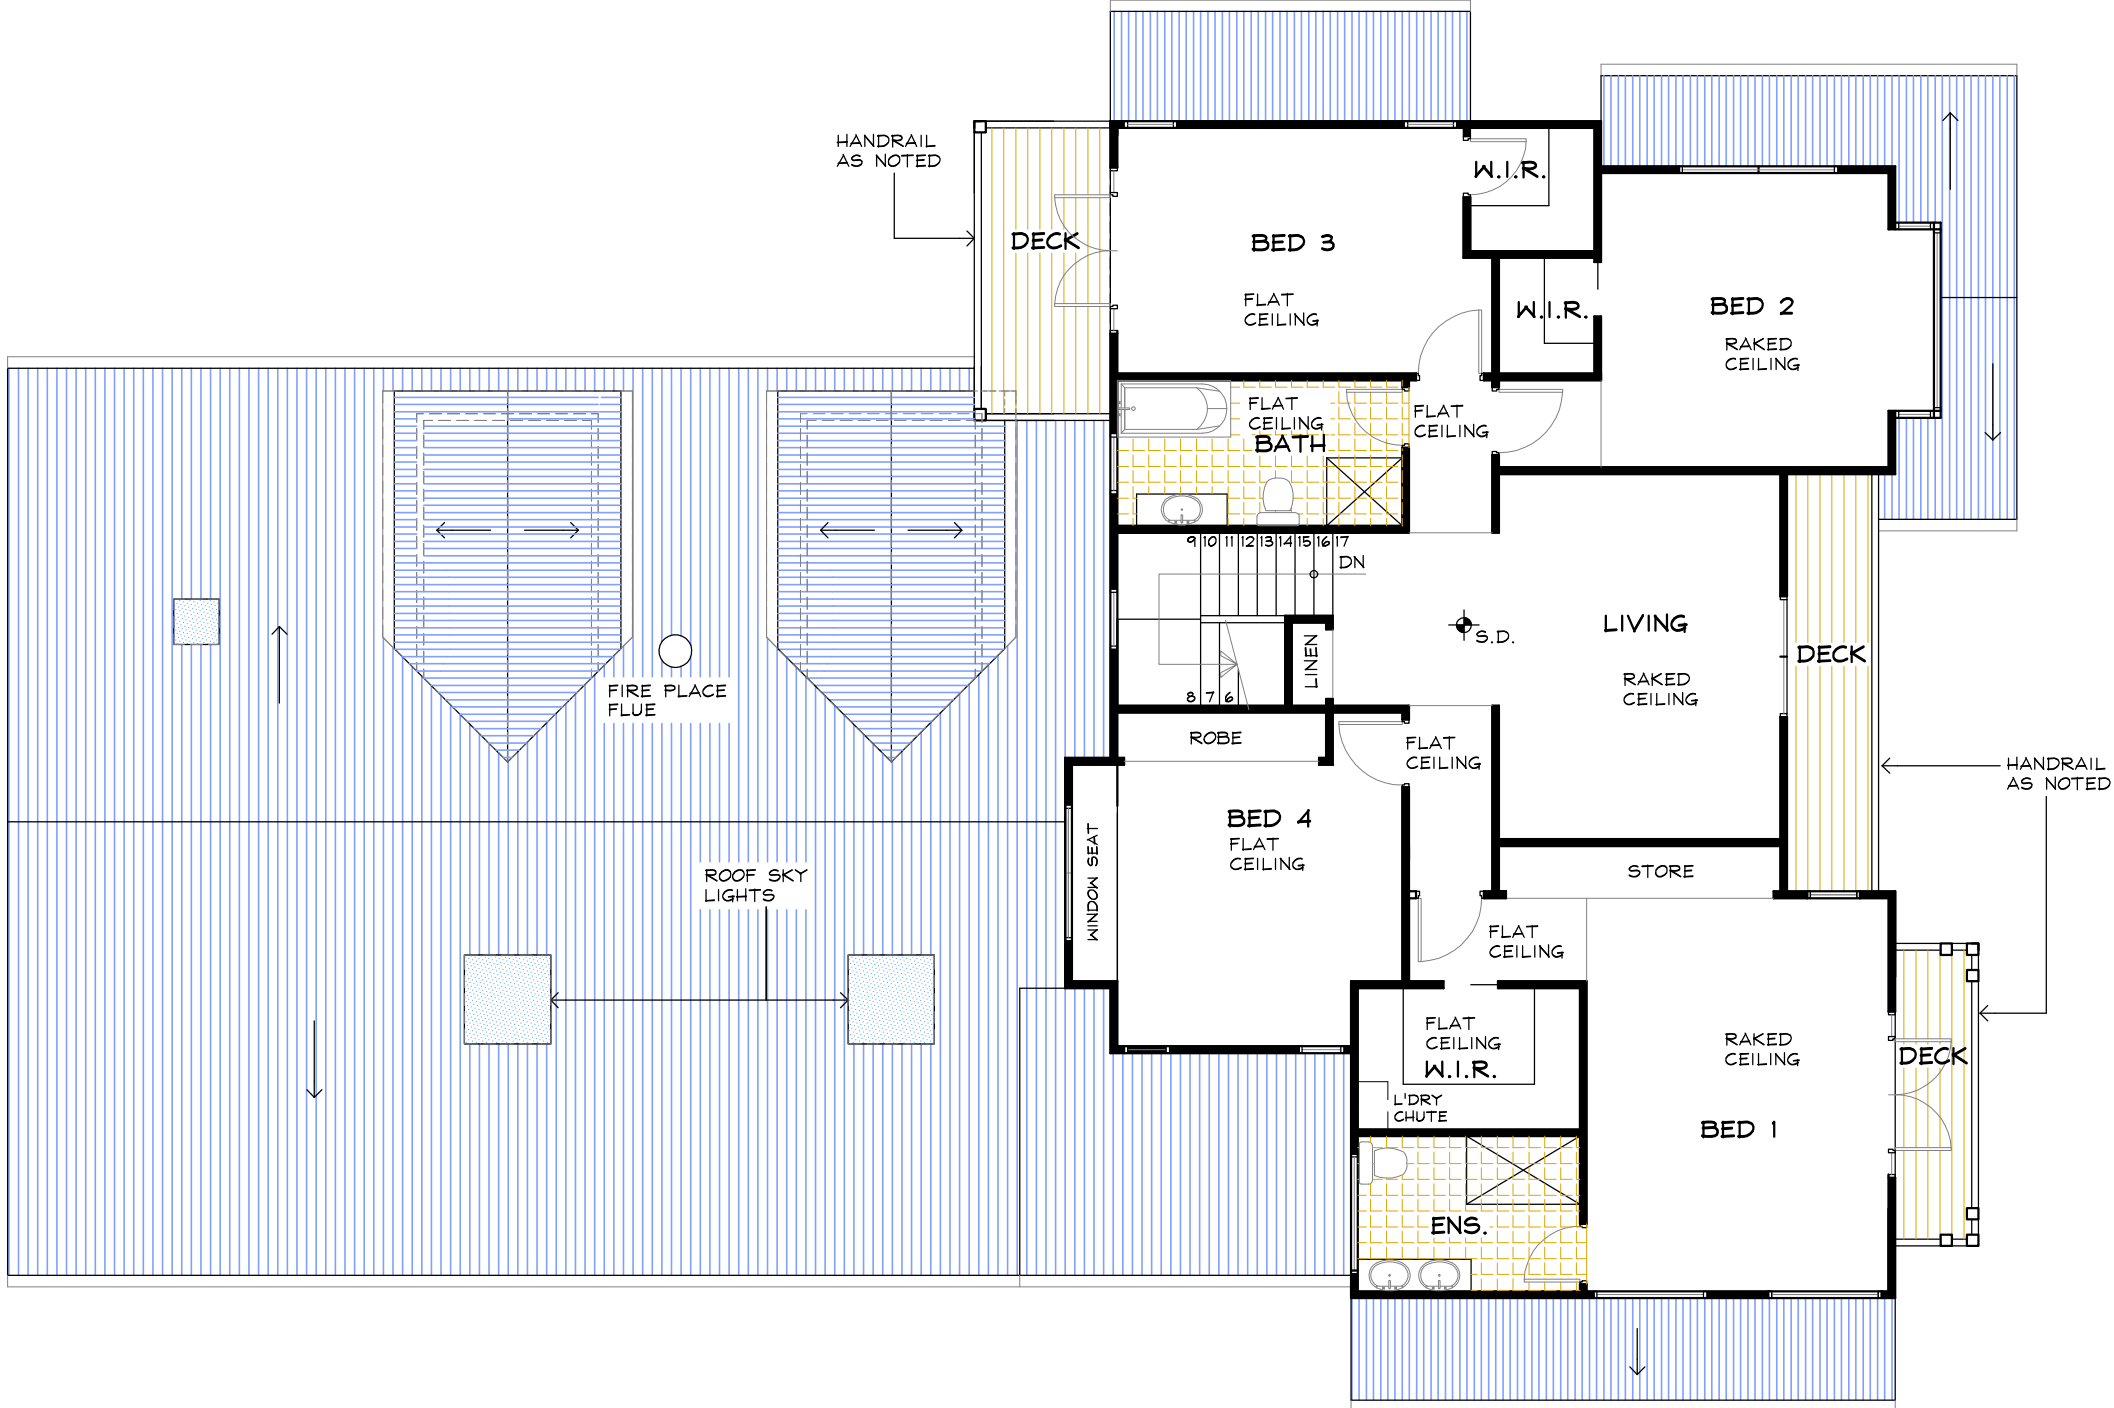 HANDRAIL
AS NOTED
W.I.R.
DECK
BED 3
FLAT
CEILING
W.I.R.
BED 2
RAKED
CEILING
FLAT
CEILING
BATH
FLAT
CEILING
9 10 11 12 13 14 15 16 17
DN
LINEN
S.D.
LIVING
RAKED
CEILING
DECK
8 7 6
FIRE PLACE
FLUE
ROBE
FLAT
CEILING
HANDRAIL
AS NOTED
BED 4
FLAT
CEILING
WINDOW SEAT
ROOF SKY
LIGHTS
STORE
FLAT
CEILING
FLAT
CEILING
W.I.R.
L'DRY
CHUTE
RAKED
CEILING
DECK
BED 1
ENS.